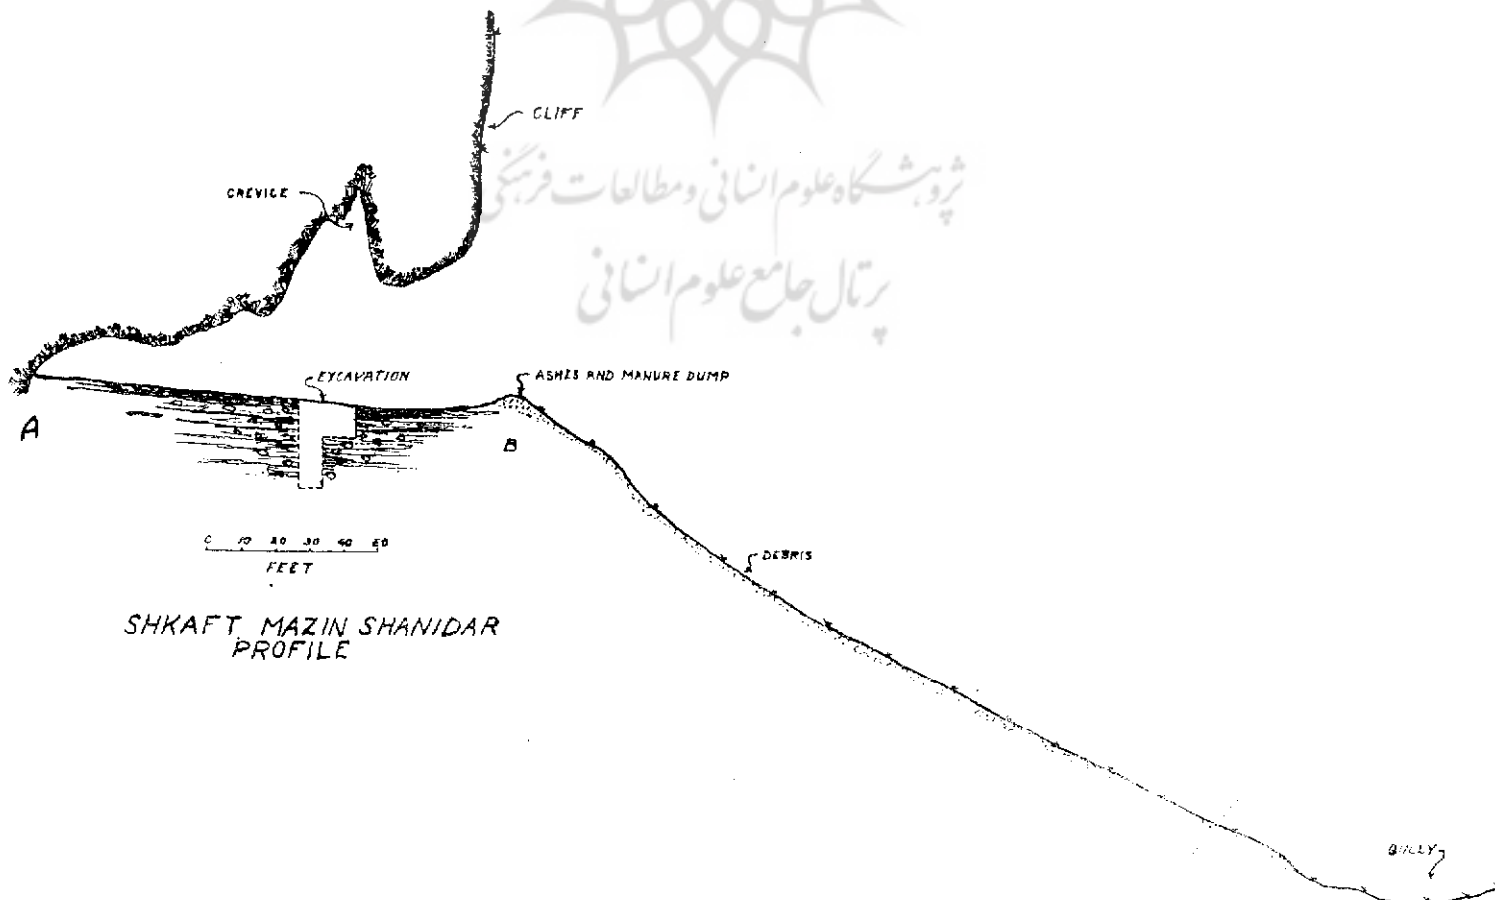 CLIFF
پژوهشگاه علوم انسانی و مطالعات فرهنگی
CREVICE
پرتال جامع علوم انسانی
EXCAVATION
ASHES AND MANURE DUMP
A
B
0 10 20 30 40 50
FEET
DEBRIS
SHKAFT MAZIN SHANIDAR
PROFILE
GULLY